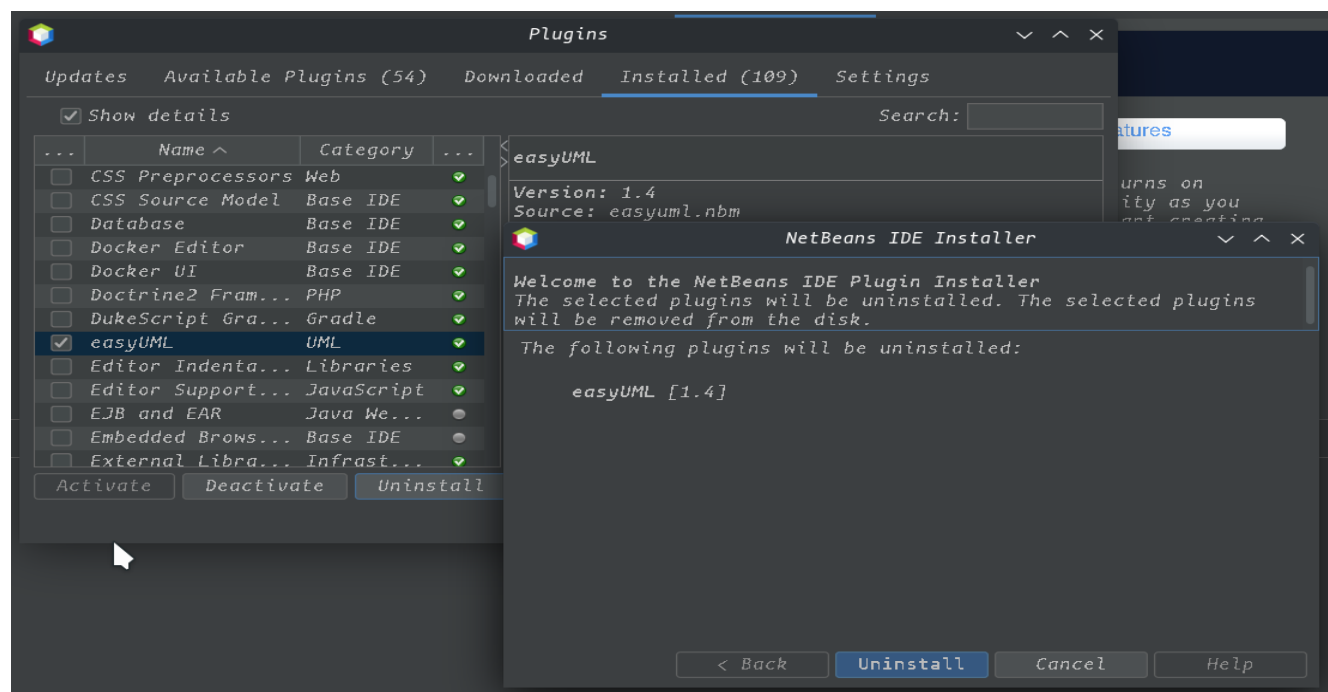 Plugins
Updates Available Plugins (54) Downloaded Installed (109) Settings
Show details
Search:
... Name Category ...
CSS Preprocessors Web
CSS Source Model Base IDE
Database Base IDE
Docker Editor Base IDE
Docker UI Base IDE
Doctrine2 Fram... PHP
DukeScript Gra... Gradle
easyUML UML
Editor Indenta... Libraries
Editor Support... JavaScript
EJB and EAR Java We...
Embedded Brows... Base IDE
External Libra... Infrast...
Activate Deactivate Uninstall
easyUML
Version: 1.4
Source: easyuml.nbm
atures
urns on
ity as you
art creating
NetBeans IDE Installer
Welcome to the NetBeans IDE Plugin Installer
The selected plugins will be uninstalled. The selected plugins
will be removed from the disk.
The following plugins will be uninstalled:
easyUML [1.4]
< Back Uninstall Cancel Help